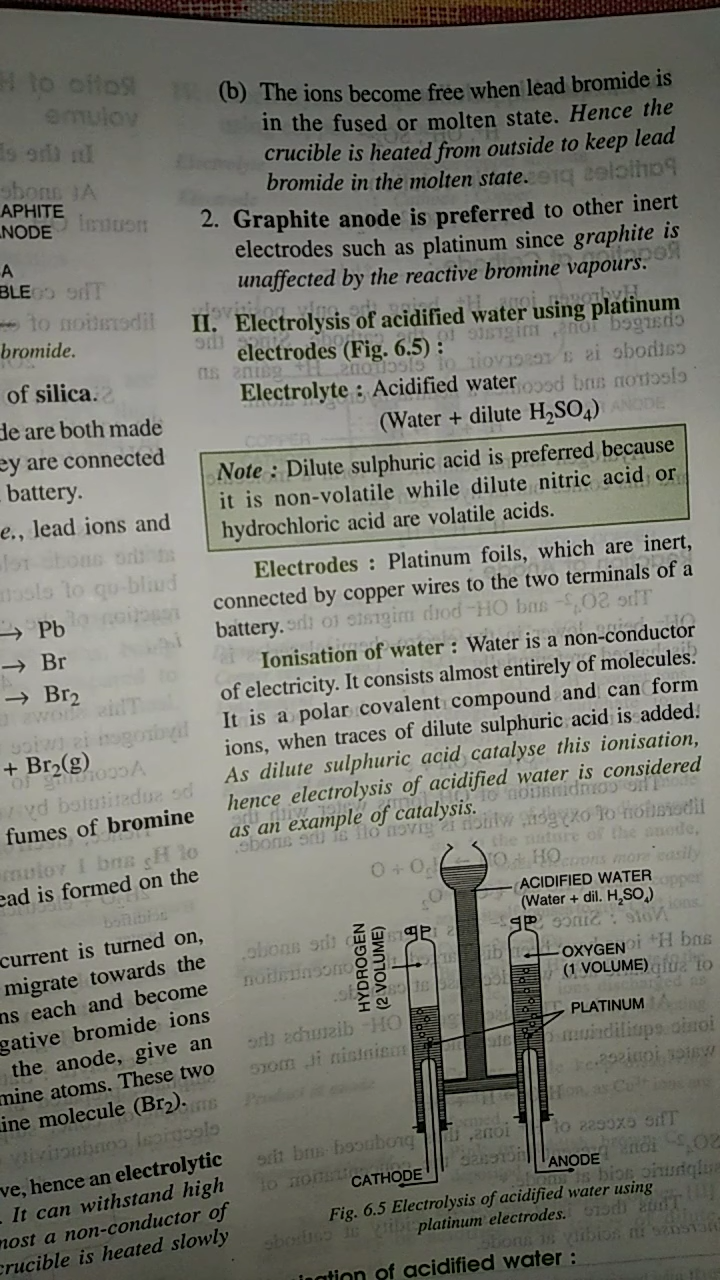 APHITE
NODE
A
BLE
bromide.
of silica.
de are both made
ey are connected
battery.
e., lead ions and
→ Pb
→ Br
→ Br₂
+ Br₂(g)
fumes of bromine
ead is formed on the
current is turned on,
migrate towards the
ns each and become
gative bromide ions
the anode, give an
mine atoms. These two
ine molecule (Br₂).
ve, hence an electrolytic
. It can withstand high
most a non-conductor of
crucible is heated slowly
(b) The ions become free when lead bromide is
in the fused or molten state. Hence the
crucible is heated from outside to keep lead
bromide in the molten state.
2. Graphite anode is preferred to other inert
electrodes such as platinum since graphite is
unaffected by the reactive bromine vapours.
II. Electrolysis of acidified water using platinum
electrodes (Fig. 6.5) :
Electrolyte : Acidified water
(Water + dilute H₂SO₄)
Note : Dilute sulphuric acid is preferred because
it is non-volatile while dilute nitric acid or
hydrochloric acid are volatile acids.
Electrodes : Platinum foils, which are inert,
connected by copper wires to the two terminals of a
battery.
Ionisation of water : Water is a non-conductor
of electricity. It consists almost entirely of molecules.
It is a polar covalent compound and can form
ions, when traces of dilute sulphuric acid is added.
As dilute sulphuric acid catalyse this ionisation,
hence electrolysis of acidified water is considered
as an example of catalysis.
ACIDIFIED WATER
(Water + dil. H₂SO₄)
HYDROGEN
(2 VOLUME)
OXYGEN
(1 VOLUME)
PLATINUM
CATHODE
ANODE
Fig. 6.5 Electrolysis of acidified water using
platinum electrodes.
ation of acidified water :